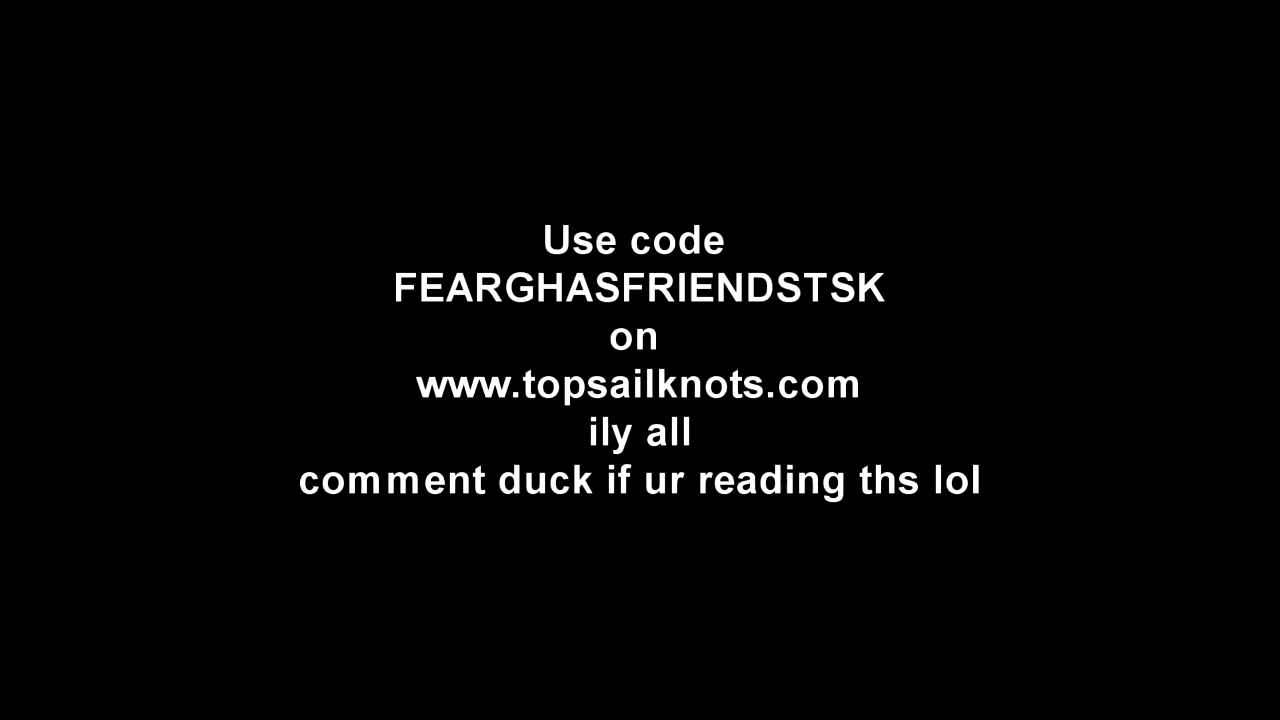 Use code
FEARGHASFRIENDSTSK
on
www.topsailknots.com
ily all
comment duck if ur reading ths lol